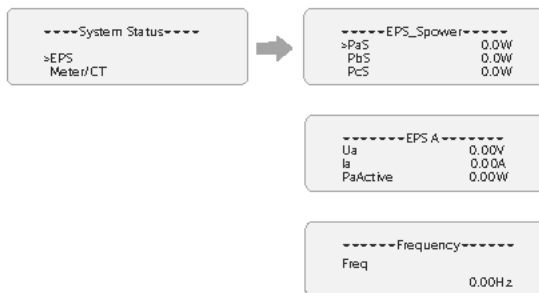 ----System Status----
>EPS
Meter/CT
-----EPS_Spower-----
>PaS 0.0W
PbS 0.0W
PcS 0.0W
-------EPS A-------
Ua 0.00V
Ia 0.00A
PaActive 0.00W
------Frequency------
Freq
0.00Hz